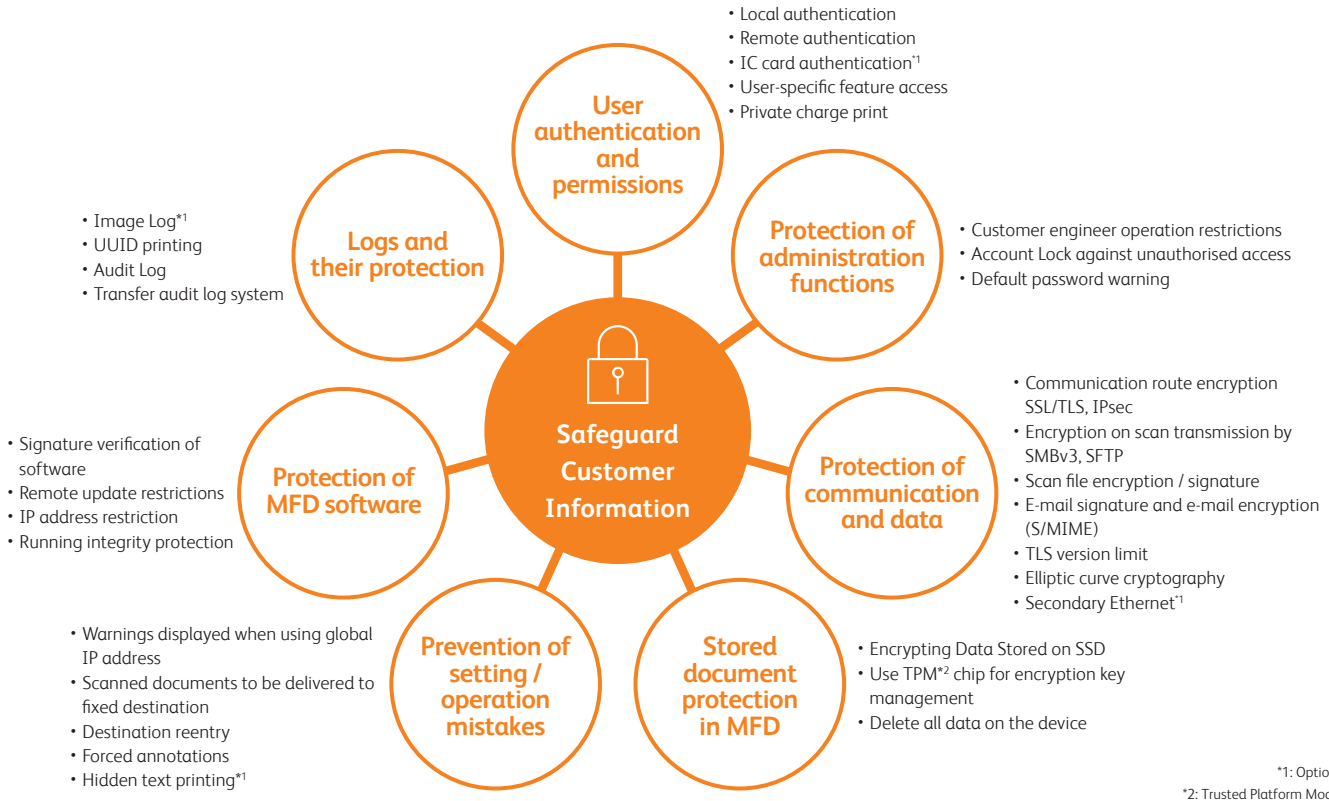 • Local authentication
• Remote authentication
• IC card authentication*1
• User-specific feature access
• Private charge print
User
authentication
and
permissions
Protection of
administration
functions
• Customer engineer operation restrictions
• Account Lock against unauthorised access
• Default password warning
Protection of
communication
and data
• Communication route encryption
SSL/TLS, IPsec
• Encryption on scan transmission by
SMBv3, SFTP
• Scan file encryption / signature
• E-mail signature and e-mail encryption
(S/MIME)
• TLS version limit
• Elliptic curve cryptography
• Secondary Ethernet*1
Stored
document
protection
in MFD
• Encrypting Data Stored on SSD
• Use TPM*2 chip for encryption key
management
• Delete all data on the device
Prevention of
setting /
operation
mistakes
• Warnings displayed when using global
IP address
• Scanned documents to be delivered to
fixed destination
• Destination reentry
• Forced annotations
• Hidden text printing*1
Protection of
MFD software
• Signature verification of
software
• Remote update restrictions
• IP address restriction
• Running integrity protection
Logs and
their protection
• Image Log*1
• UUID printing
• Audit Log
• Transfer audit log system
Safeguard
Customer
Information
*1: Optio
*2: Trusted Platform Mod